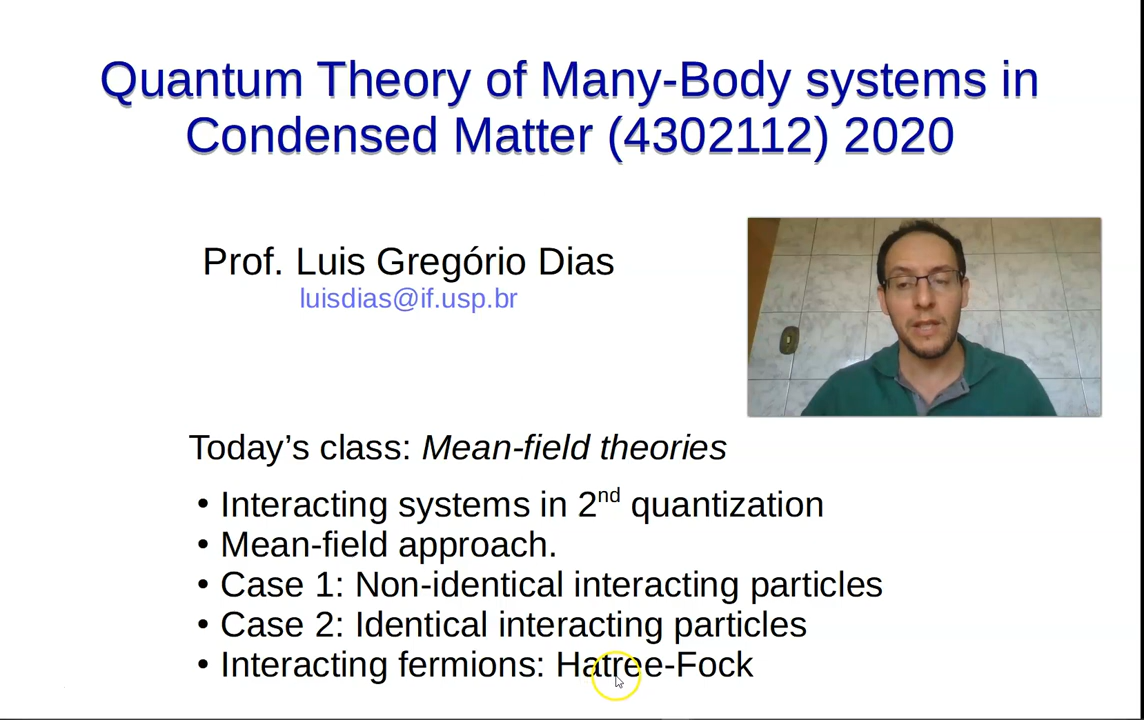 Quantum Theory of Many-Body systems in
Condensed Matter (4302112) 2020
Prof. Luis Gregório Dias
luisdias@if.usp.br
Today’s class: Mean-field theories
• Interacting systems in 2nd quantization
• Mean-field approach.
• Case 1: Non-identical interacting particles
• Case 2: Identical interacting particles
• Interacting fermions: Hatree-Fock